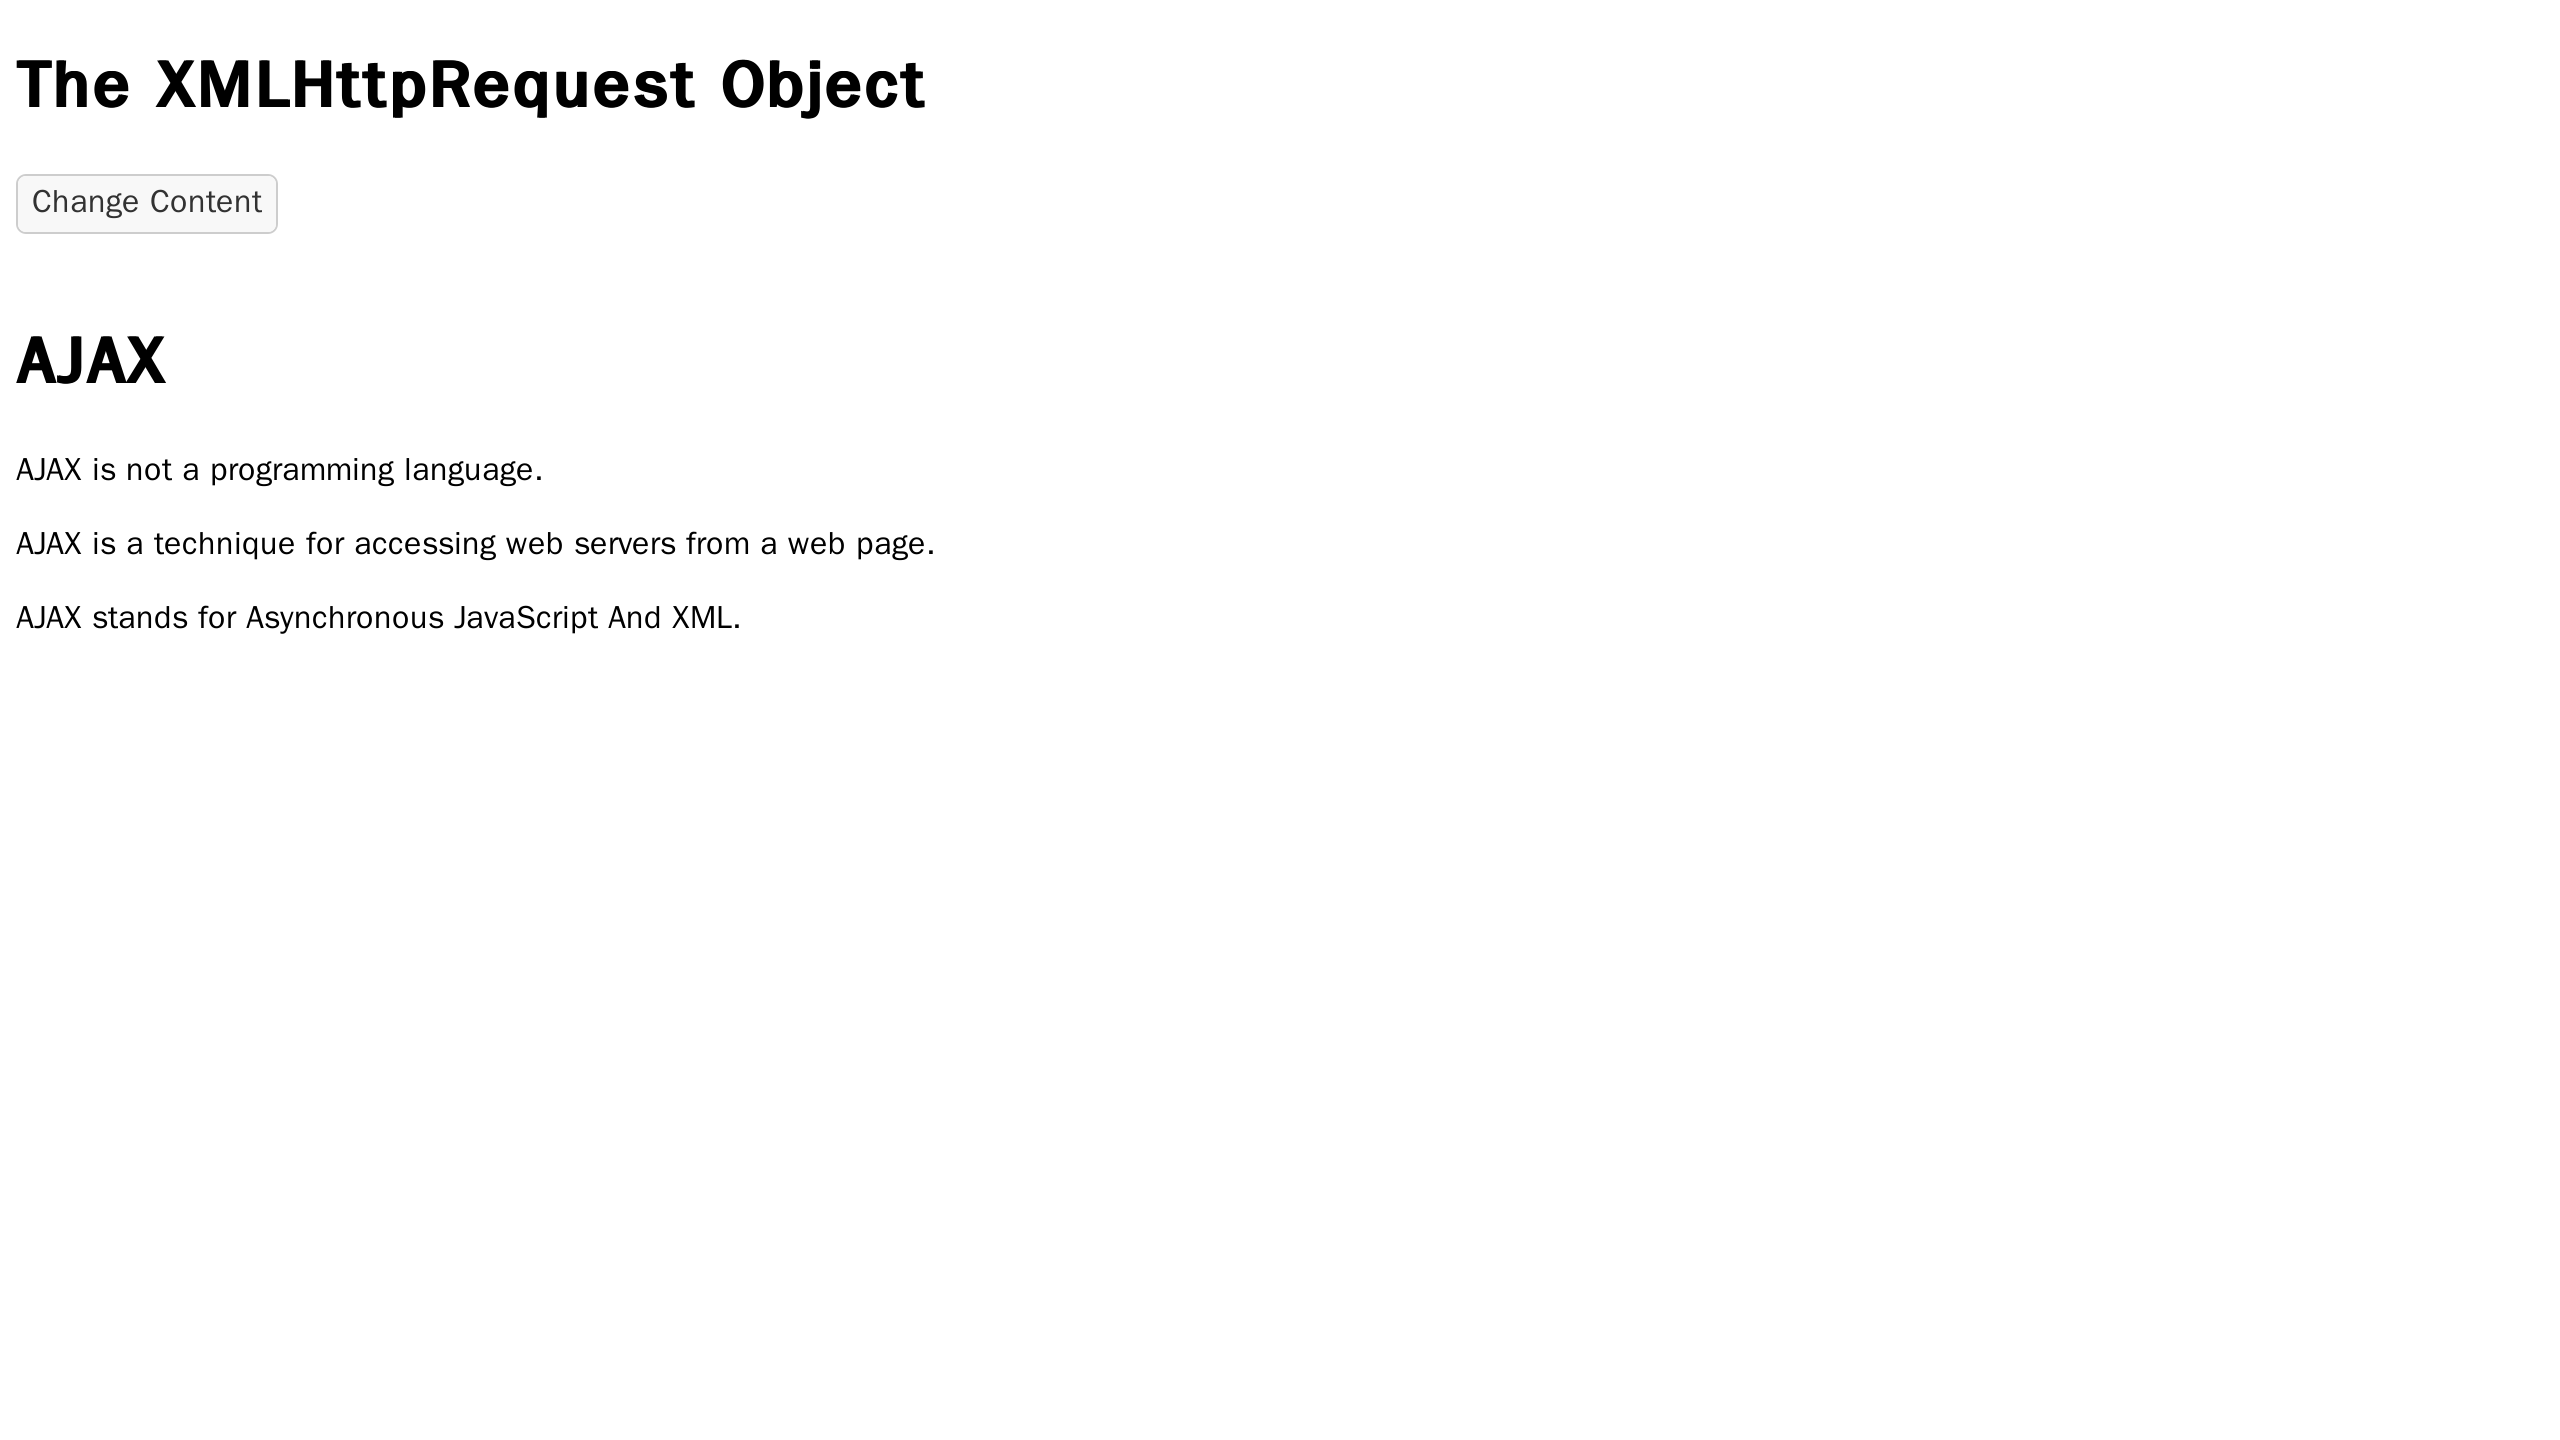 The XMLHttpRequest Object
Change Content
AJAX
AJAX is not a programming language.
AJAX is a technique for accessing web servers from a web page.
AJAX stands for Asynchronous JavaScript And XML.